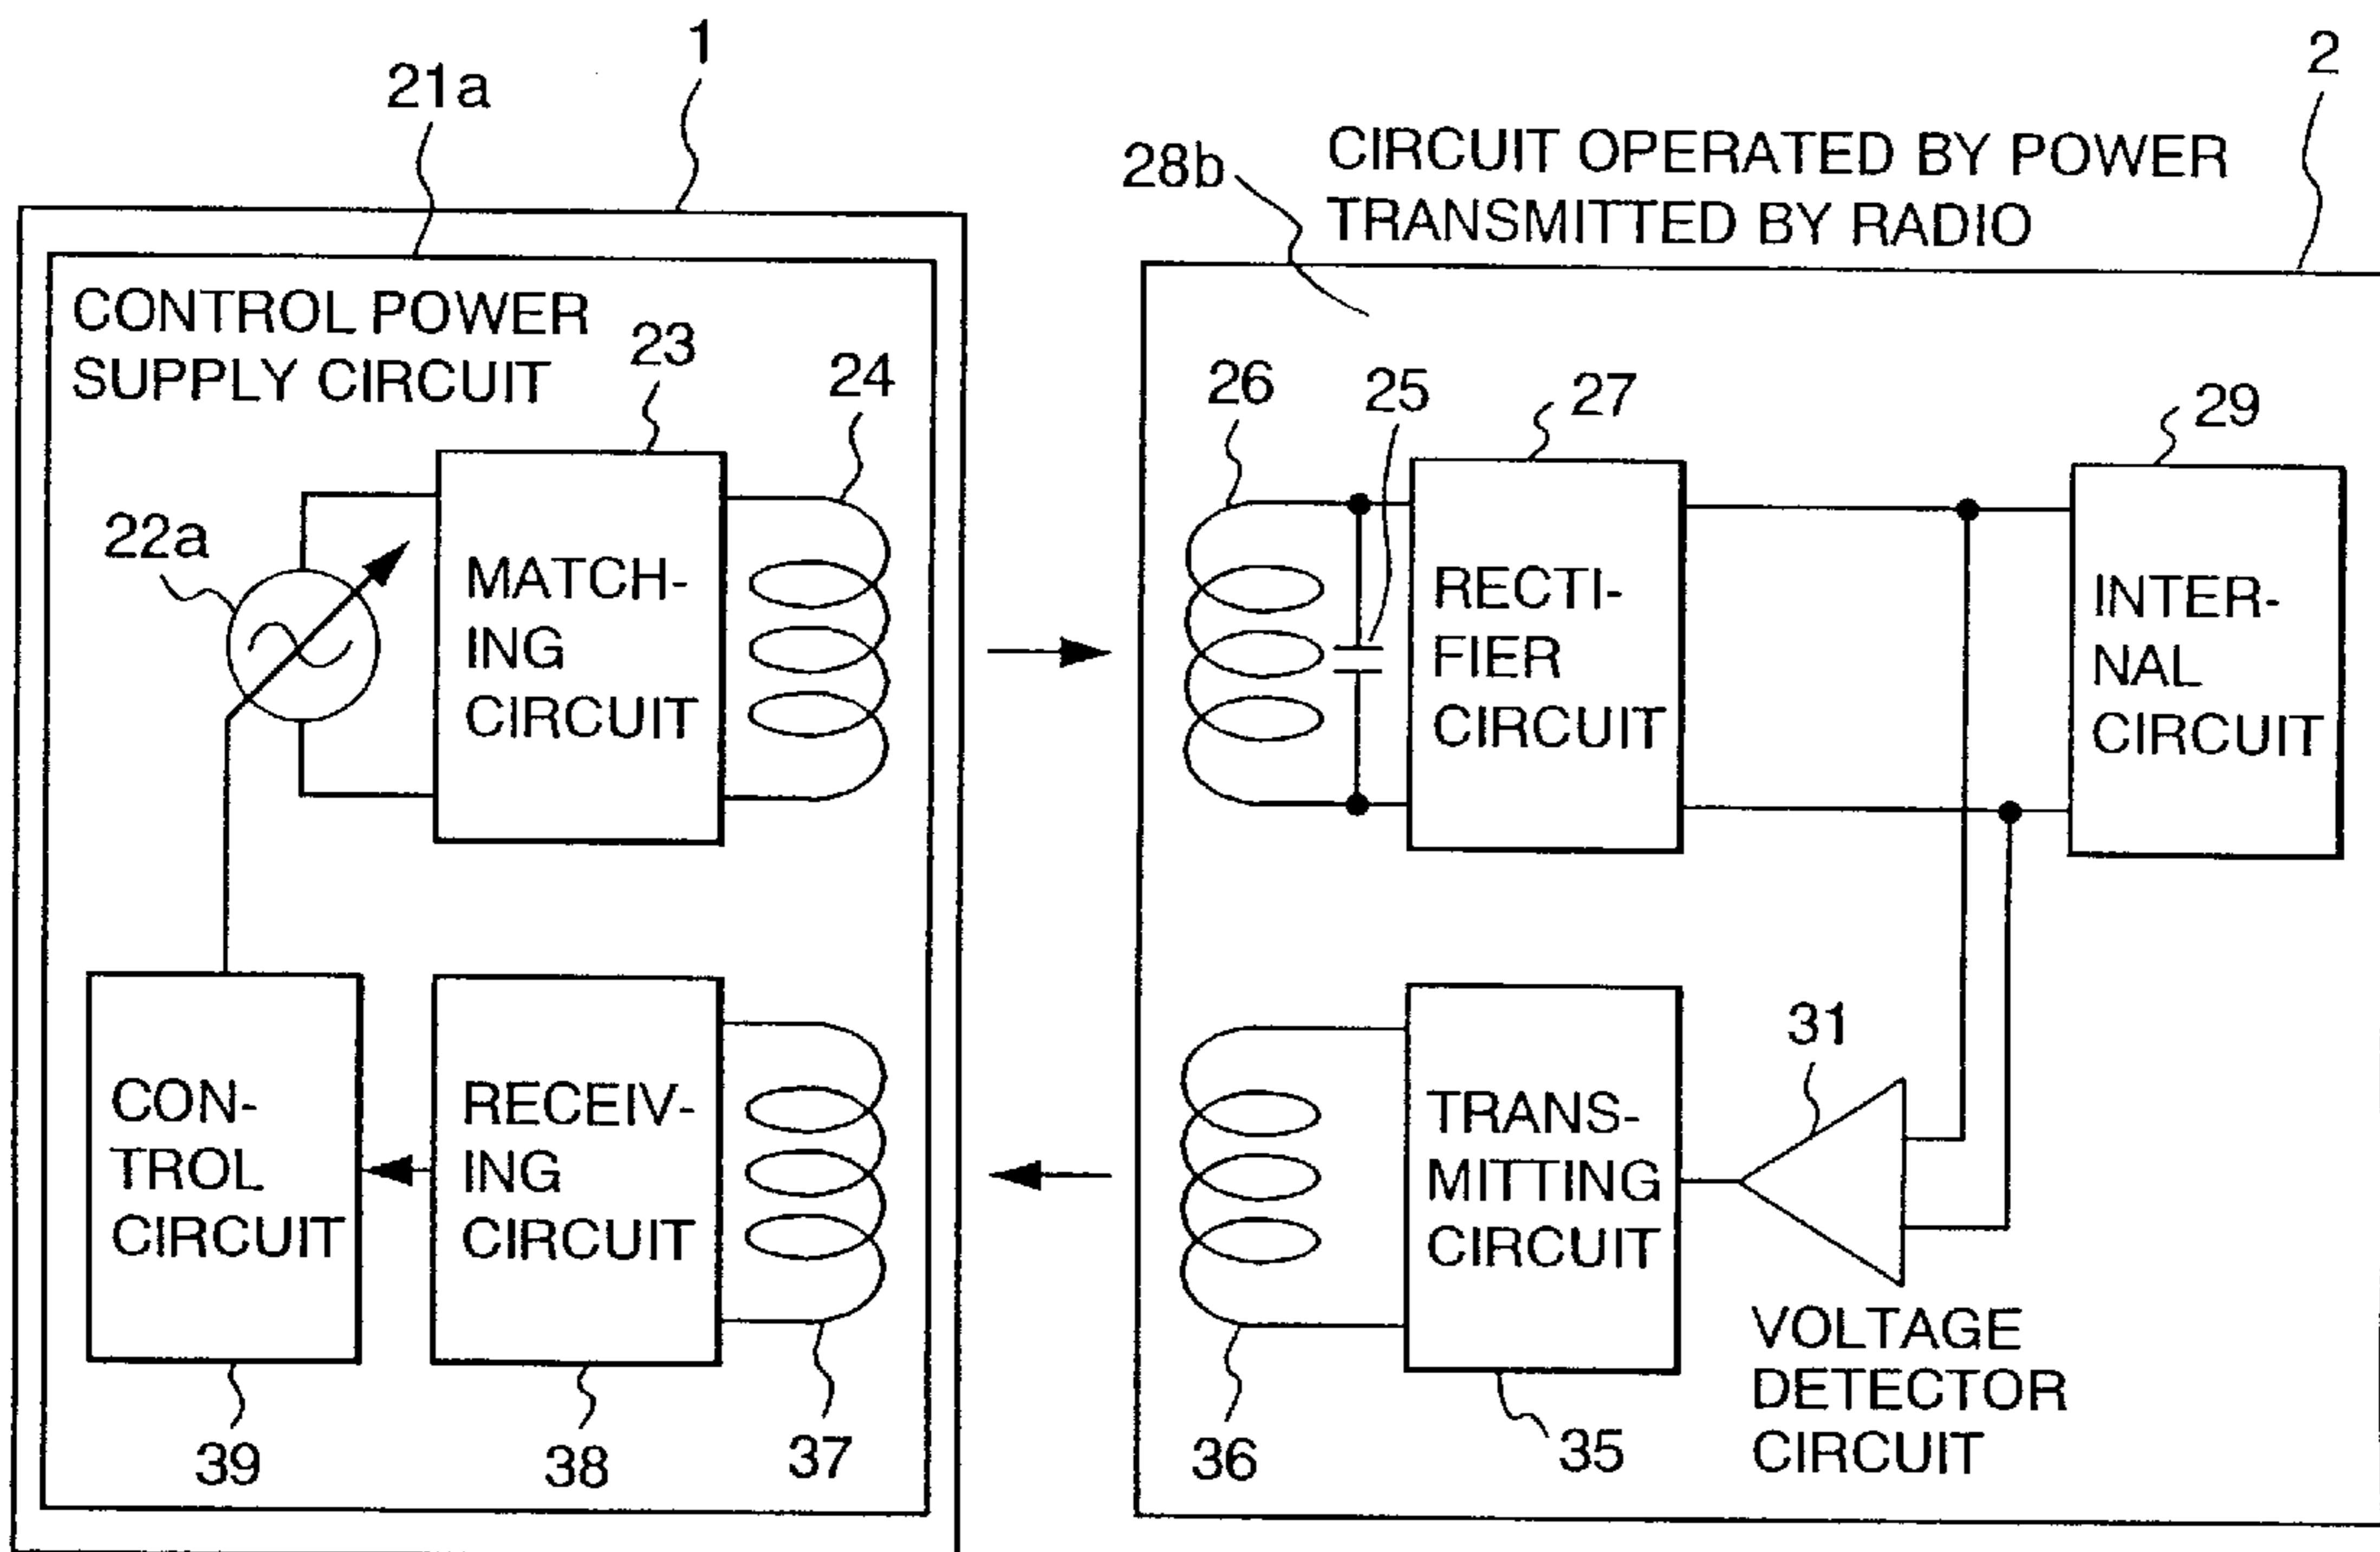 1
21a
2
28b
CIRCUIT OPERATED BY POWER
TRANSMITTED BY RADIO
CONTROL POWER
SUPPLY CIRCUIT
23
24
26
25
27
29
22a
MATCH-
ING
CIRCUIT
RECTI-
FIER
CIRCUIT
INTER-
NAL
CIRCUIT
31
CON-
TROL
CIRCUIT
RECEIV-
ING
CIRCUIT
TRANS-
MITTING
CIRCUIT
VOLTAGE
DETECTOR
CIRCUIT
39
38
37
36
35